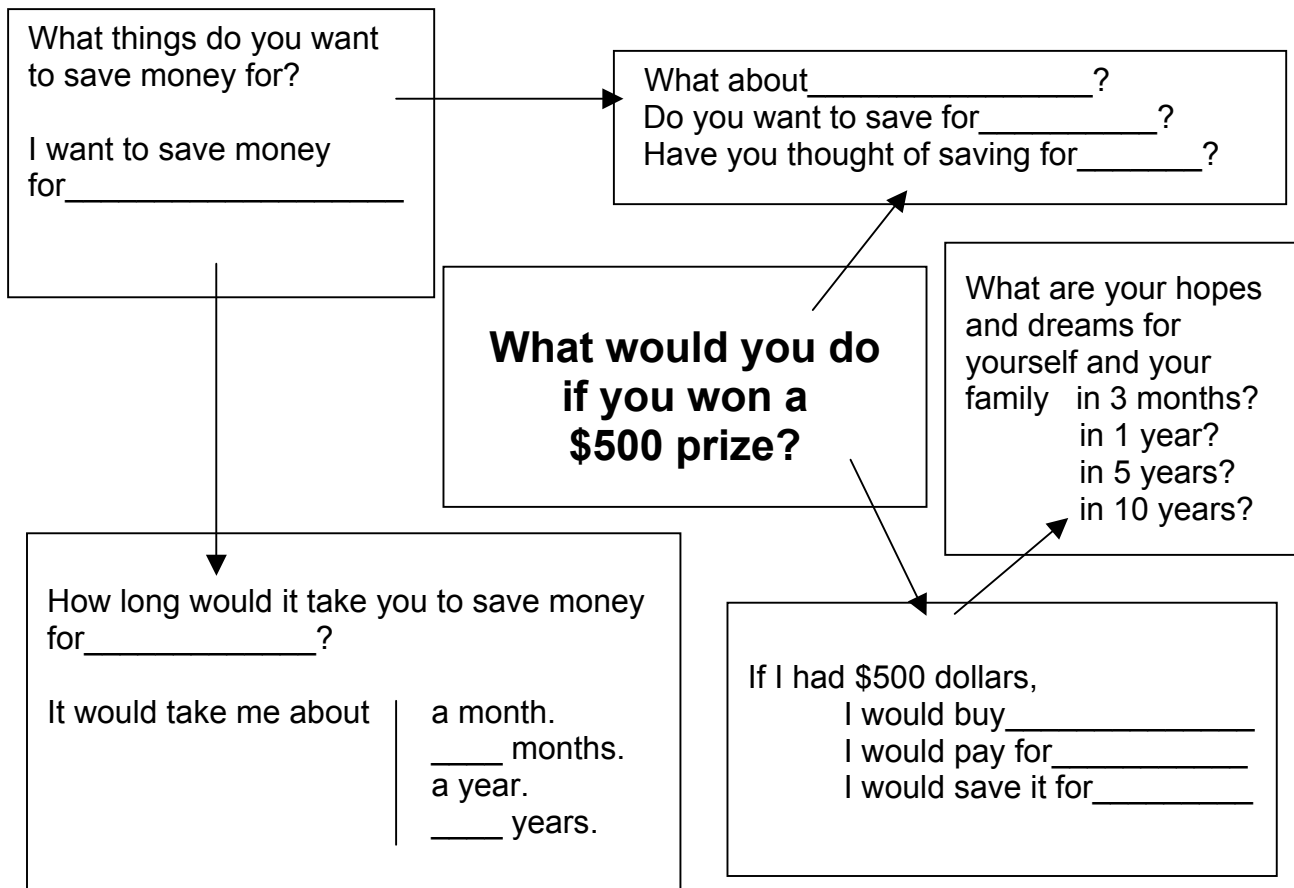 What things do you want
to save money for?
I want to save money
for___________________
What about________________?
Do you want to save for__________?
Have you thought of saving for_______?
What would you do
if you won a
$500 prize?
What are your hopes
and dreams for
yourself and your
family in 3 months?
in 1 year?
in 5 years?
in 10 years?
How long would it take you to save money
for_____________?
It would take me about a month.
____ months.
a year.
____ years.
If I had $500 dollars,
I would buy______________
I would pay for___________
I would save it for_________